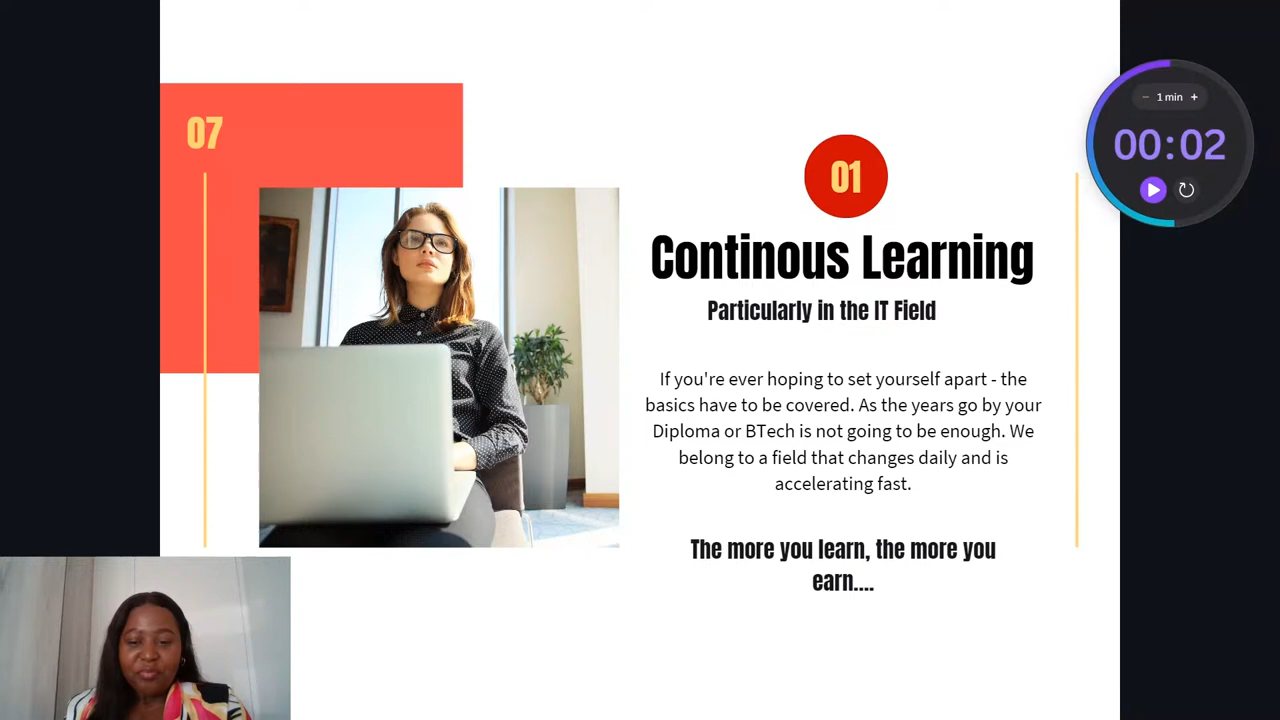 07
01
Continous Learning
Particularly in the IT Field
If you're ever hoping to set yourself apart - the
basics have to be covered. As the years go by your
Diploma or BTech is not going to be enough. We
belong to a field that changes daily and is
accelerating fast.
The more you learn, the more you
earn....
− 1 min +
00:02